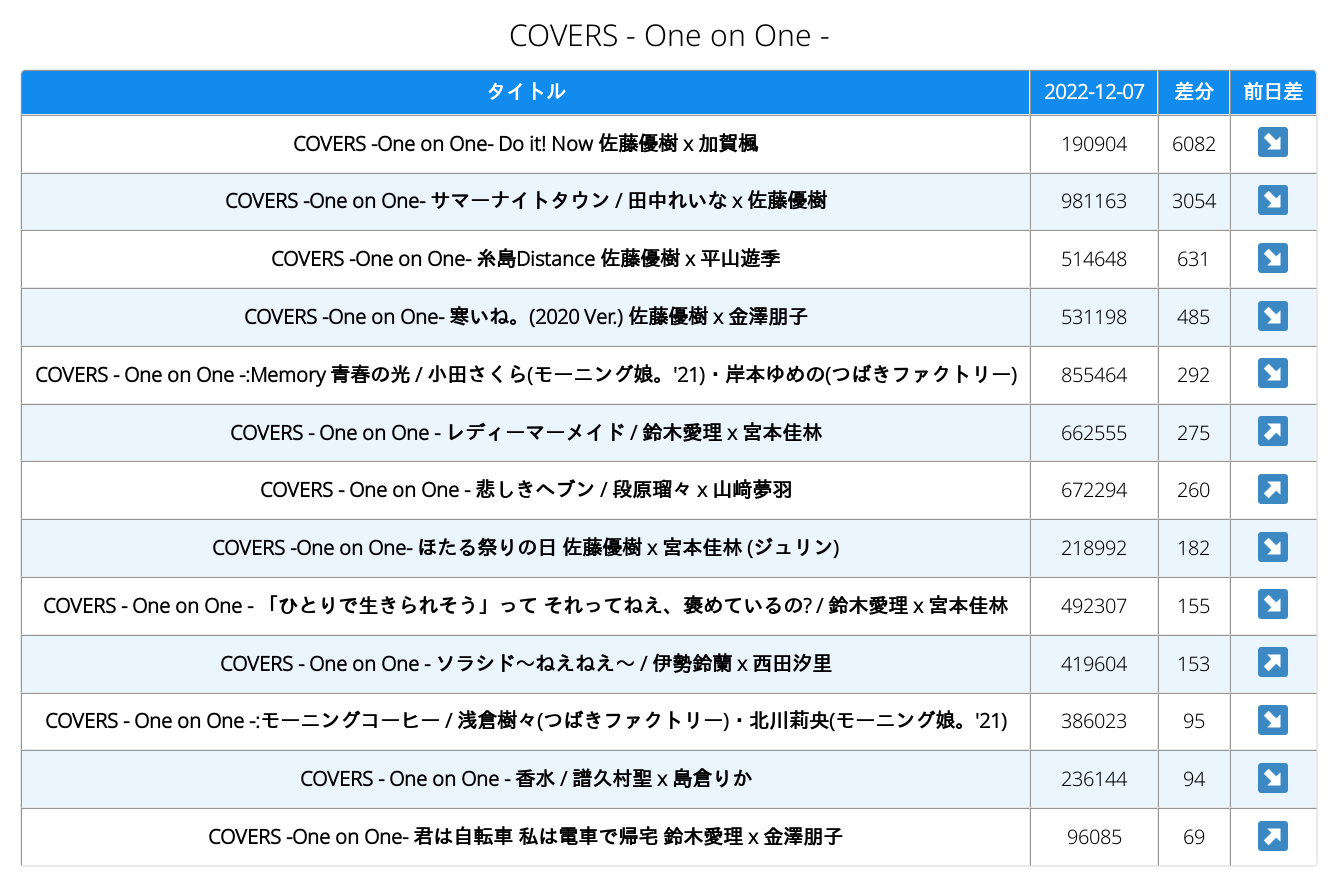 COVERS - One on One -
タイトル 2022-12-07 差分 前日差
COVERS -One on One- Do it! Now 佐藤優樹 x 加賀楓 190904 6082
COVERS -One on One- サマーナイトタウン / 田中れいな x 佐藤優樹 981163 3054
COVERS -One on One- 糸島Distance 佐藤優樹 x 平山遊季 514648 631
COVERS -One on One- 寒いね。(2020 Ver.) 佐藤優樹 x 金澤朋子 531198 485
COVERS - One on One -:Memory 青春の光 / 小田さくら(モーニング娘。'21)・岸本ゆめの(つばきファクトリー) 855464 292
COVERS - One on One - レディーマーメイド / 鈴木愛理 x 宮本佳林 662555 275
COVERS - One on One - 悲しきヘブン / 段原瑠々 x 山﨑夢羽 672294 260
COVERS -One on One- ほたる祭りの日 佐藤優樹 x 宮本佳林 (ジュリン) 218992 182
COVERS - One on One - 「ひとりで生きられそう」って それってねえ、褒めているの? / 鈴木愛理 x 宮本佳林 492307 155
COVERS - One on One - ソラシド〜ねえねえ〜 / 伊勢鈴蘭 x 西田汐里 419604 153
COVERS - One on One -:モーニングコーヒー / 浅倉樹々(つばきファクトリー)・北川莉央(モーニング娘。'21) 386023 95
COVERS - One on One - 香水 / 譜久村聖 x 島倉りか 236144 94
COVERS -One on One- 君は自転車 私は電車で帰宅 鈴木愛理 x 金澤朋子 96085 69